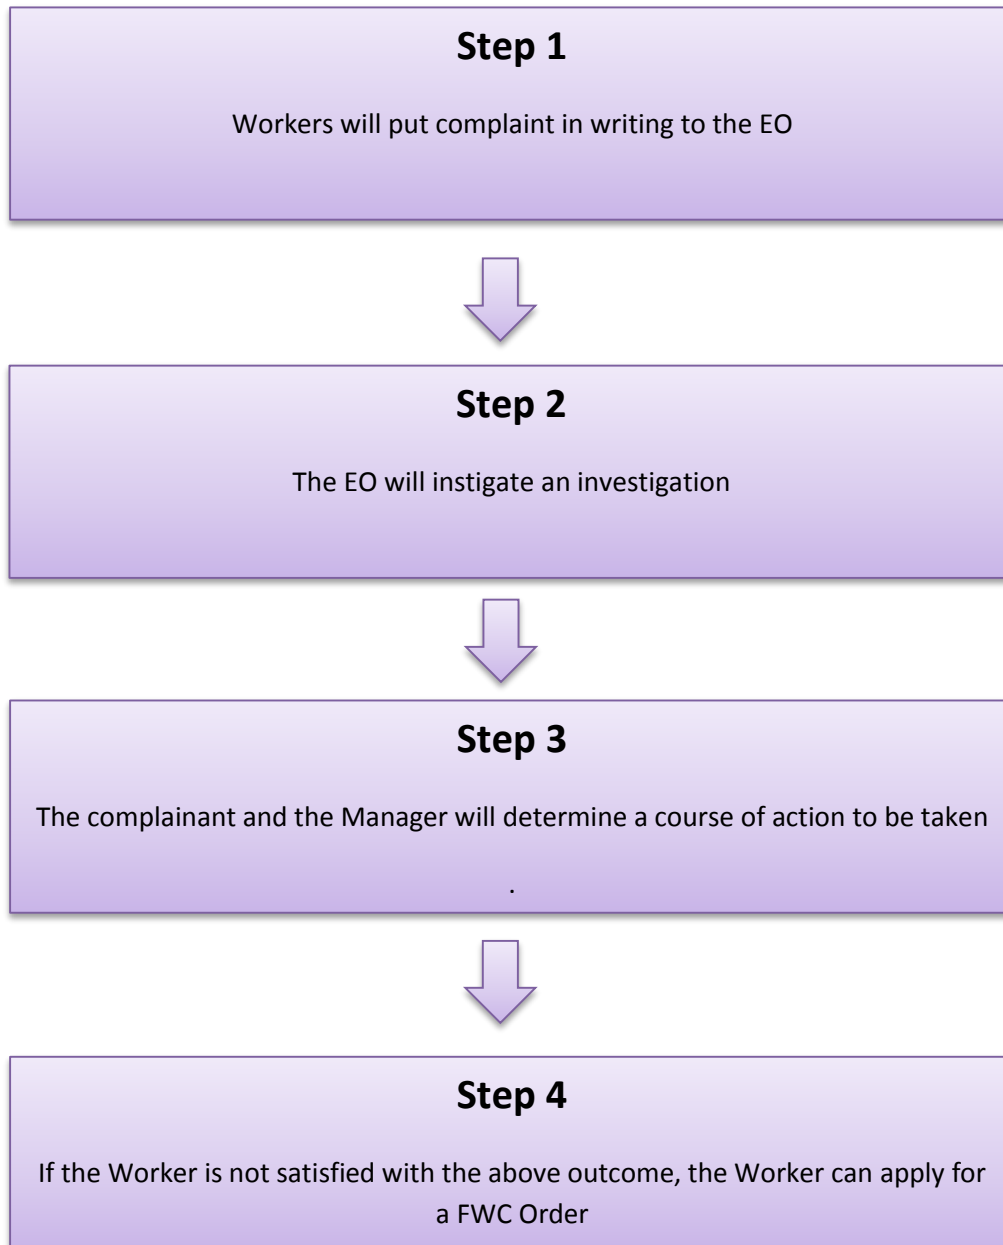 Step 1
Workers will put complaint in writing to the EO
Step 2
The EO will instigate an investigation
Step 3
The complainant and the Manager will determine a course of action to be taken
.
Step 4
If the Worker is not satisfied with the above outcome, the Worker can apply for
a FWC Order